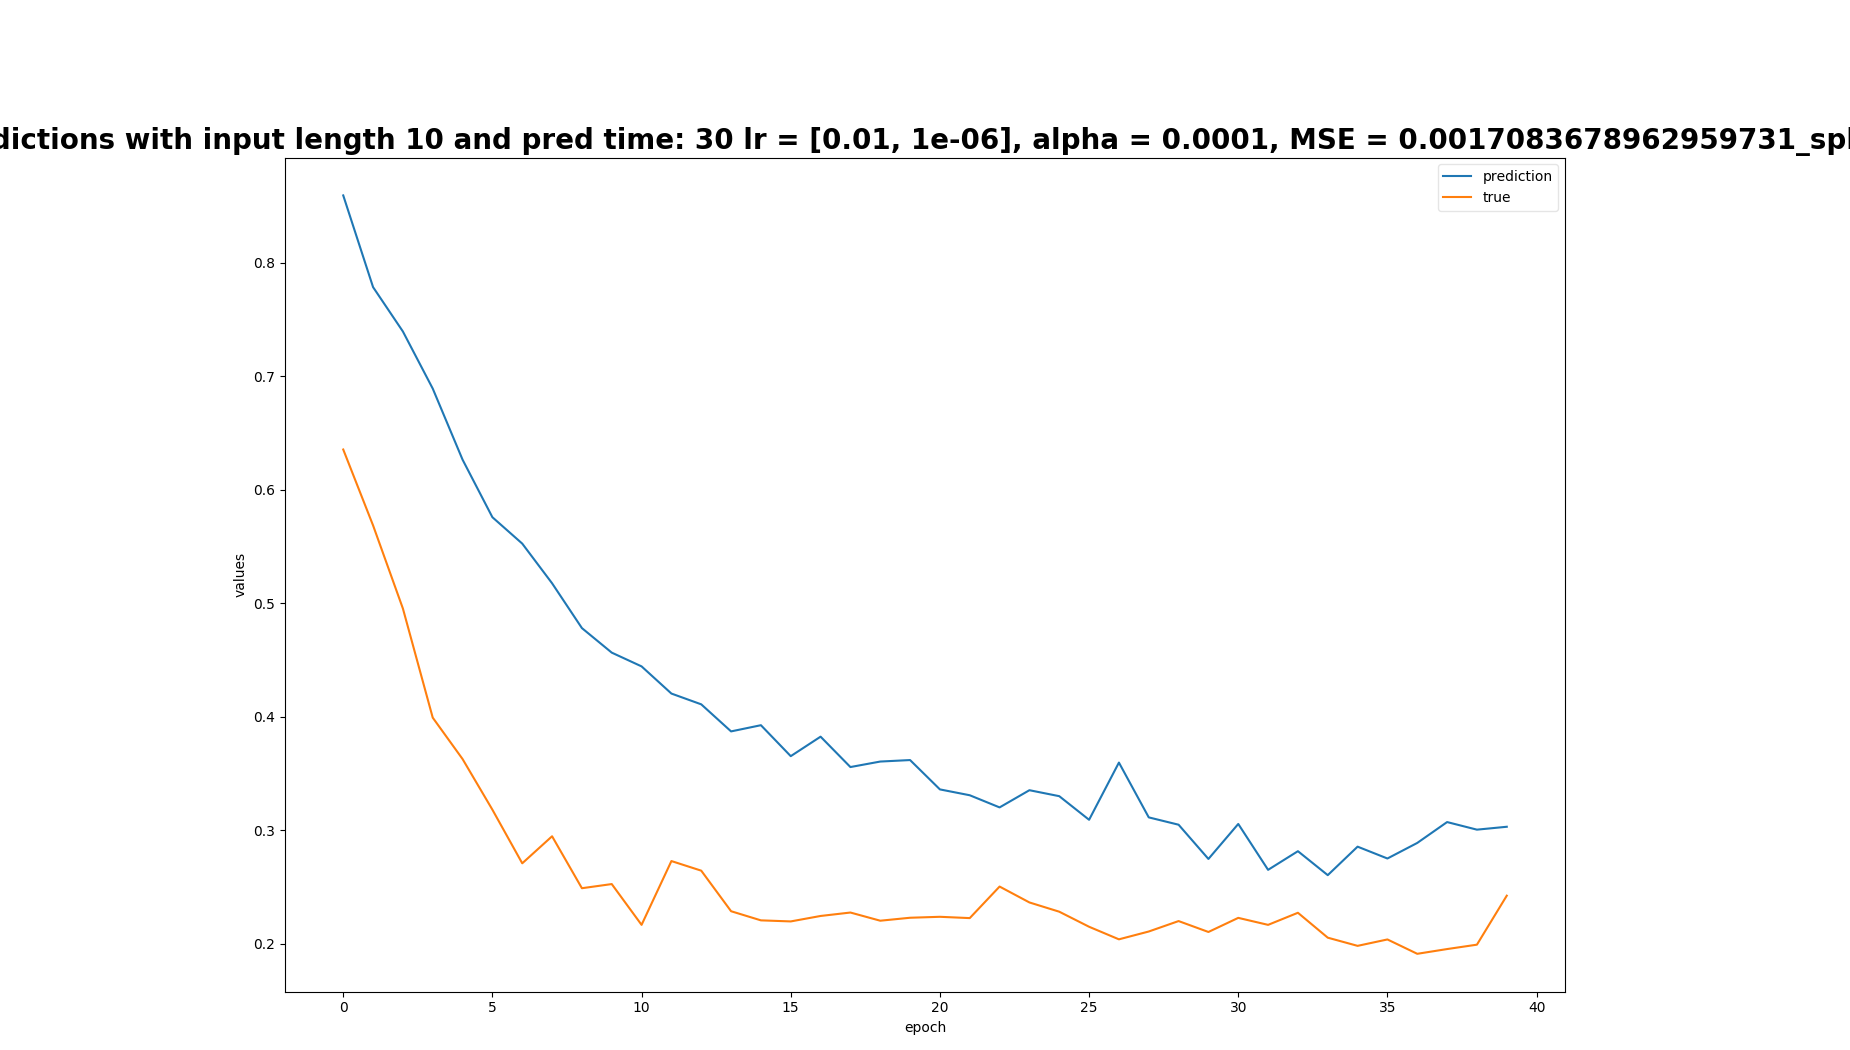 dictions with input length 10 and pred time: 30 lr = [0.01, 1e-06], alpha = 0.0001, MSE = 0.0017083678962959731_spl
prediction
true
0.8
0.7
0.6
0.5
0.4
0.3
0.2
values
0 5 10 15 20 25 30 35 40
epoch